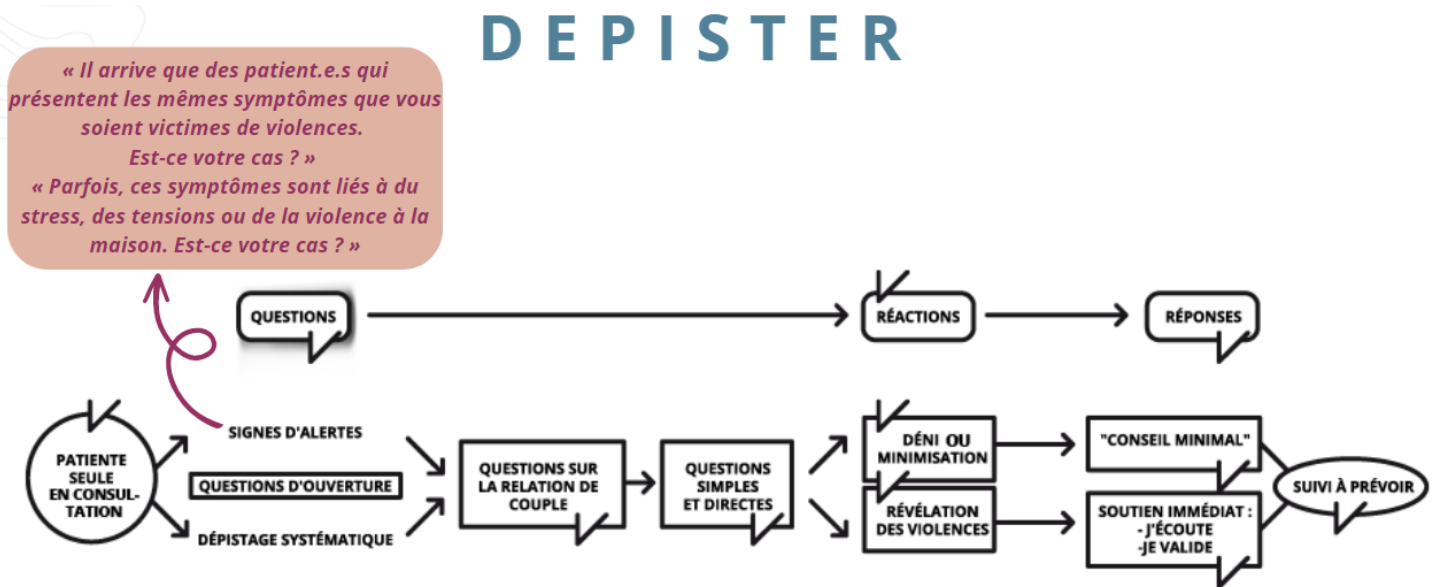 D E P I S T E R
« Il arrive que des patient.e.s qui
présentent les mêmes symptômes que vous
soient victimes de violences.
Est-ce votre cas ? »
« Parfois, ces symptômes sont liés à du
stress, des tensions ou de la violence à la
maison. Est-ce votre cas ? »
QUESTIONS
RÉACTIONS
RÉPONSES
PATIENTE
SEULE
EN CONSUL-
TATION
SIGNES D'ALERTES
QUESTIONS D'OUVERTURE
DÉPISTAGE SYSTÉMATIQUE
QUESTIONS SUR
LA RELATION DE
COUPLE
QUESTIONS
SIMPLES
ET DIRECTES
DÉNI OU
MINIMISATION
RÉVÉLATION
DES VIOLENCES
"CONSEIL MINIMAL"
SOUTIEN IMMÉDIAT :
- J'ÉCOUTE
-JE VALIDE
SUIVI À PRÉVOIR